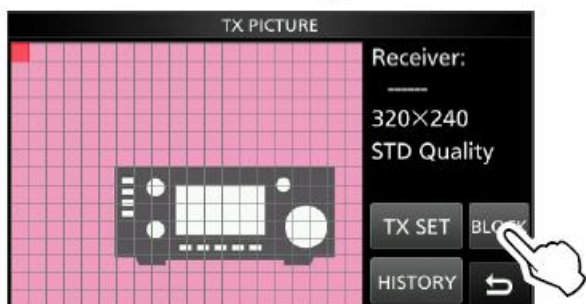 TX PICTURE
Receiver:
------
320×240
STD Quality
TX SET
BLOCK
HISTORY